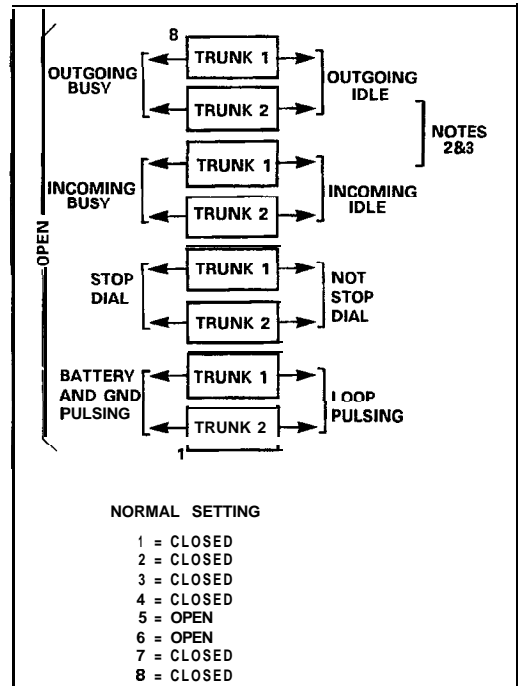 8
TRUNK 1
OUTGOING
BUSY
OUTGOING
IDLE
TRUNK 2
NOTES
2&3
TRUNK 1
INCOMING
BUSY
INCOMING
IDLE
TRUNK 2
OPEN
TRUNK 1
STOP
DIAL
NOT
STOP
DIAL
TRUNK 2
BATTERY
AND GND
PULSING
TRUNK 1
LOOP
PULSING
TRUNK 2
1
NORMAL SETTING
1 = CLOSED
2 = CLOSED
3 = CLOSED
4 = CLOSED
5 = OPEN
6 = OPEN
7 = CLOSED
8 = CLOSED